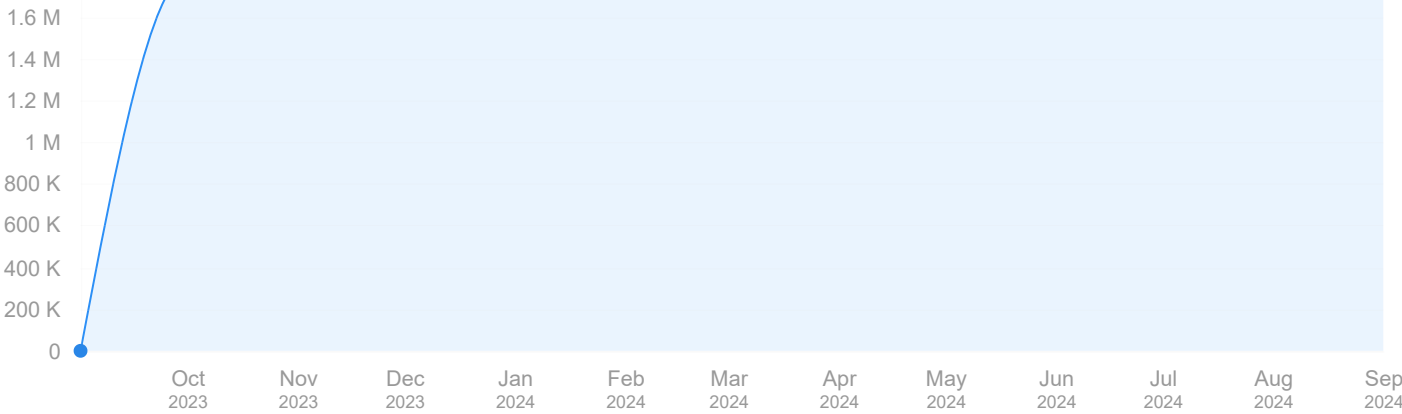 1.6 M
1.4 M
1.2 M
1 M
800 K
600 K
400 K
200 K
0
Oct Nov Dec Jan Feb Mar Apr May Jun Jul Aug Sep
2023 2023 2023 2024 2024 2024 2024 2024 2024 2024 2024 2024